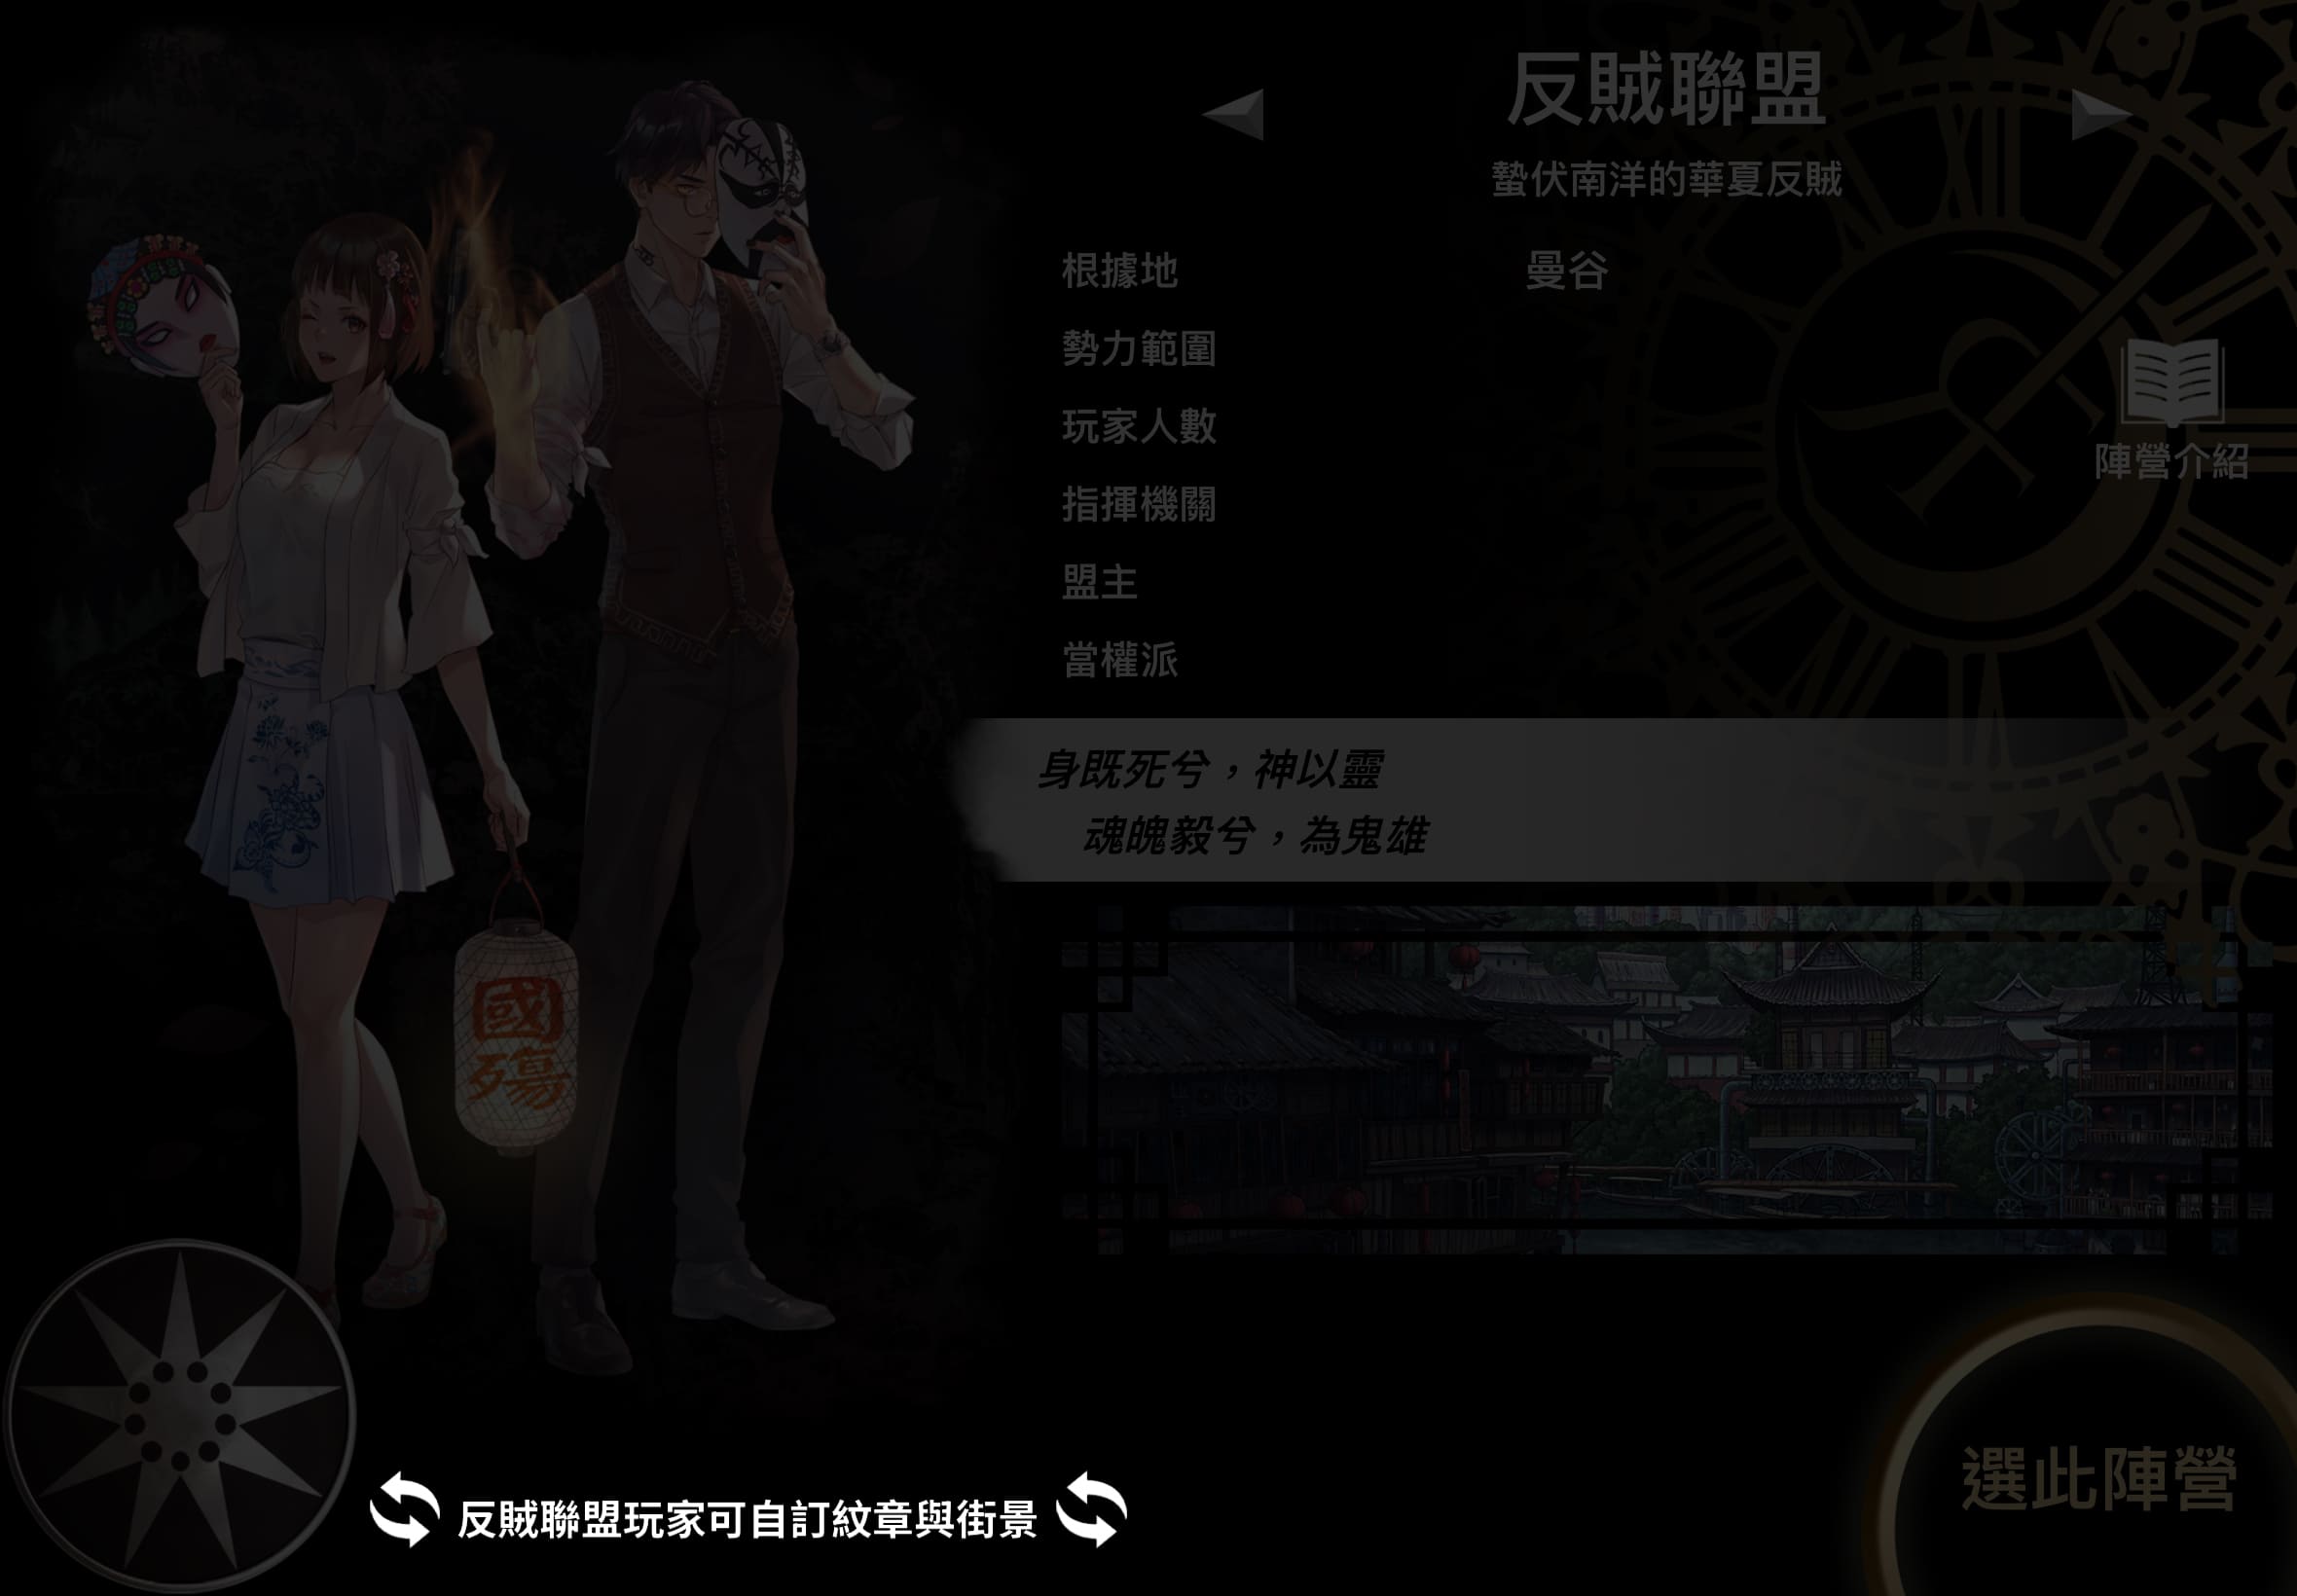 反賊聯盟
蟄伏南洋的華夏反賊
根據地 曼谷
勢力範圍
玩家人數
指揮機關
盟主
當權派
陣營介紹
身既死兮，神以靈
魂魄毅兮，為鬼雄
國殤
反賊聯盟玩家可自訂紋章與街景
選此陣營